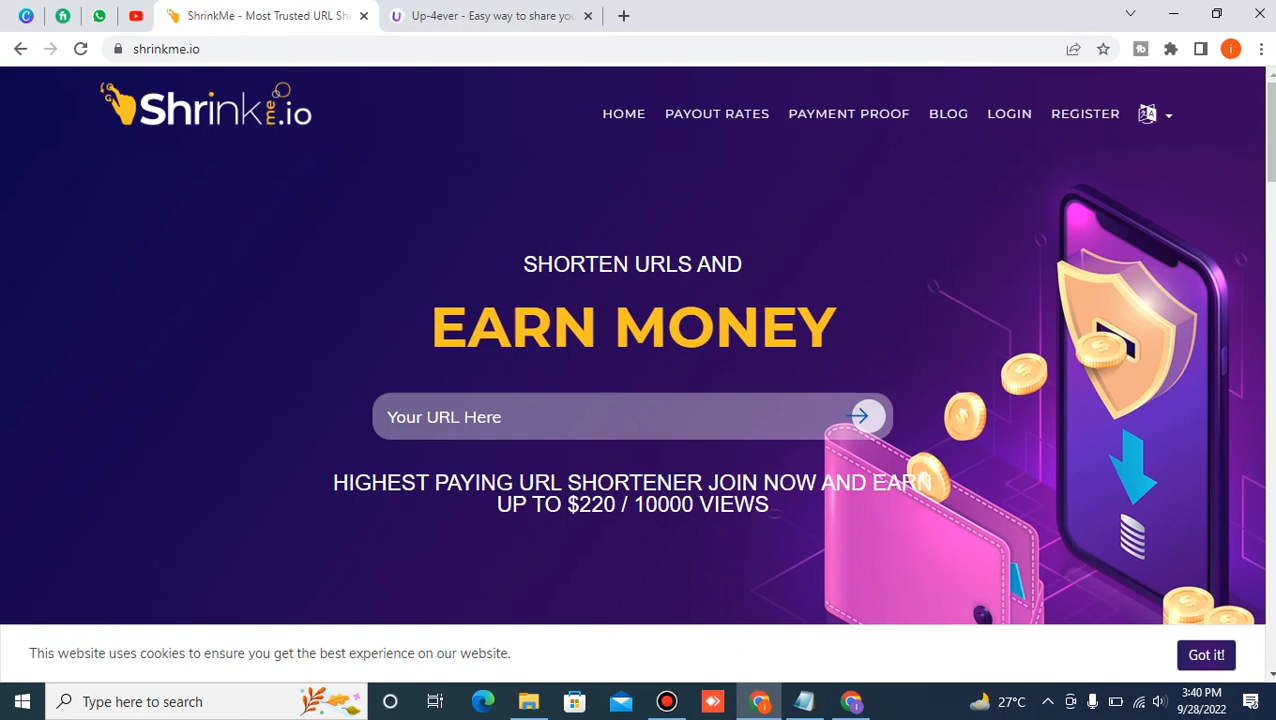 ShrinkMe - Most Trusted URL Sh
Up-4ever - Easy way to share you
shrinkme.io
Shrinkme.io
HOME
PAYOUT RATES
PAYMENT PROOF
BLOG
LOGIN
REGISTER
SHORTEN URLS AND
EARN MONEY
Your URL Here
HIGHEST PAYING URL SHORTENER JOIN NOW AND EARN
UP TO $220 / 10000 VIEWS
This website uses cookies to ensure you get the best experience on our website.
Got it!
Type here to search
27°C
3:40 PM
9/28/2022